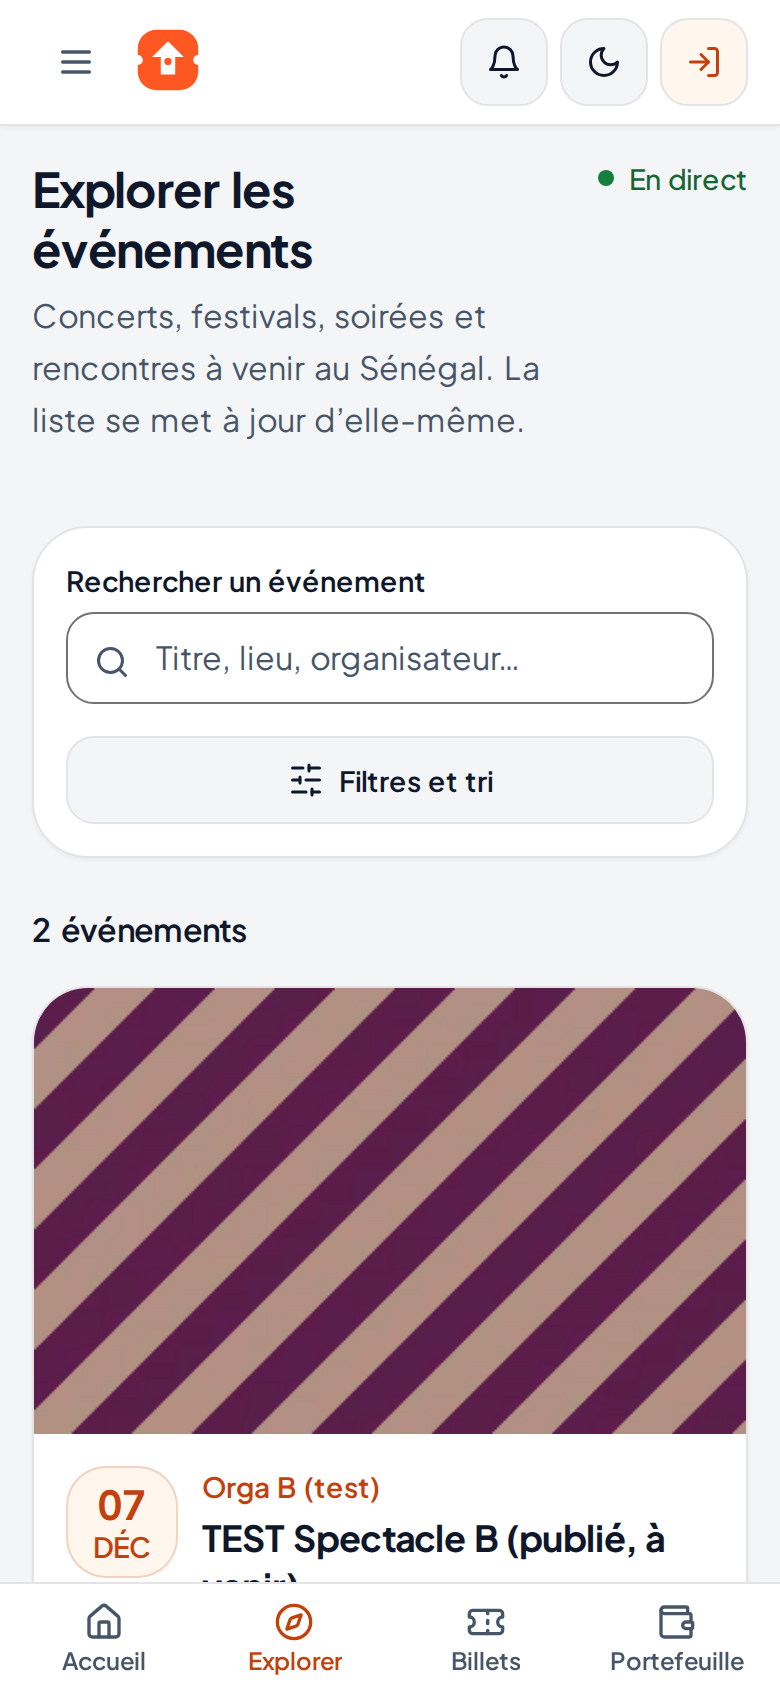 Explorer les
événements
En direct
Concerts, festivals, soirées et
rencontres à venir au Sénégal. La
liste se met à jour d’elle-même.
Rechercher un événement
Titre, lieu, organisateur...
Filtres et tri
2 événements
07
DÉC
Orga B (test)
TEST Spectacle B (publié, à
venir)
Accueil
Explorer
Billets
Portefeuille